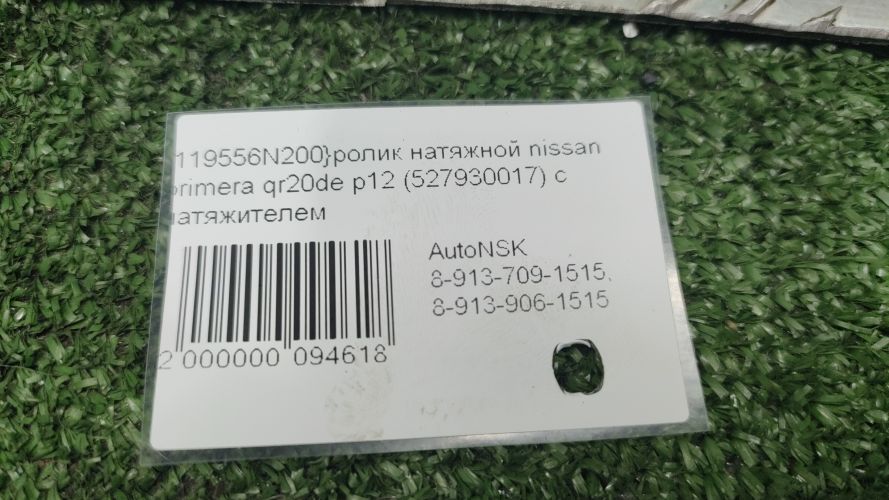 119556N200}ролик натяжной nissan
primera qr20de p12 (527930017) с
натяжителем
AutoNSK
8-913-709-1515,
8-913-906-1515
2 000000 094618